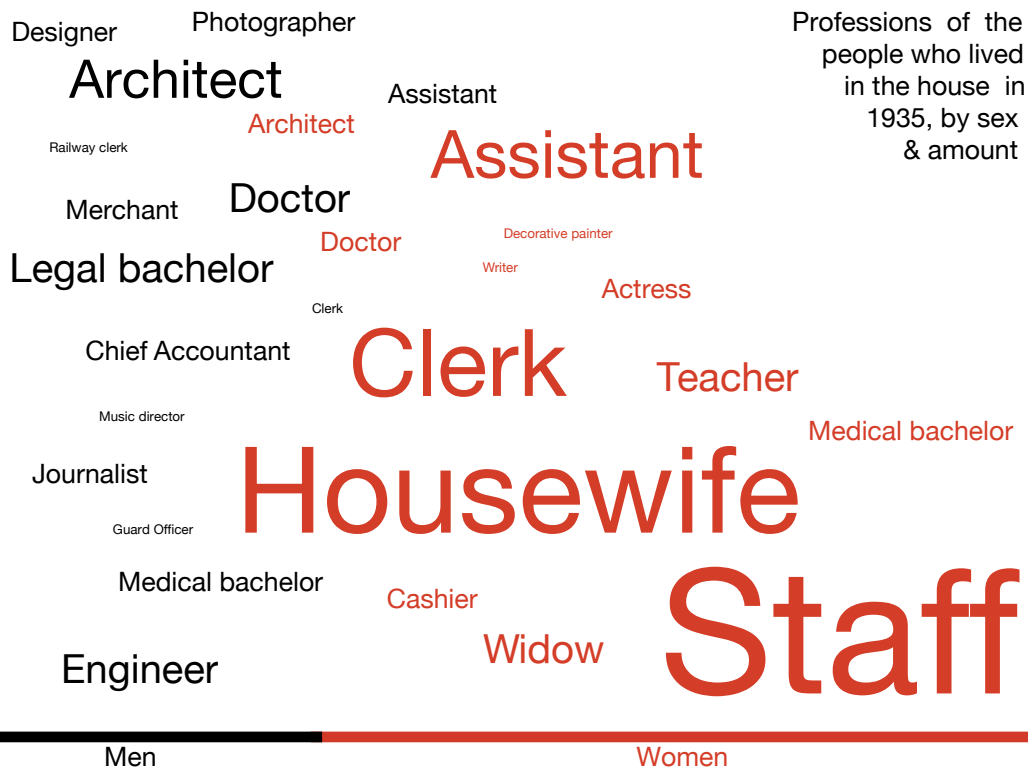 Professions of the
people who lived
in the house in
1935, by sex
& amount
Designer
Photographer
Architect
Assistant
Architect
Assistant
Railway clerk
Doctor
Merchant
Doctor
Decorative painter
Legal bachelor
Writer
Actress
Clerk
Chief Accountant
Clerk
Teacher
Music director
Medical bachelor
Journalist
Housewife
Guard Officer
Medical bachelor
Cashier
Staff
Widow
Engineer
Men
Women